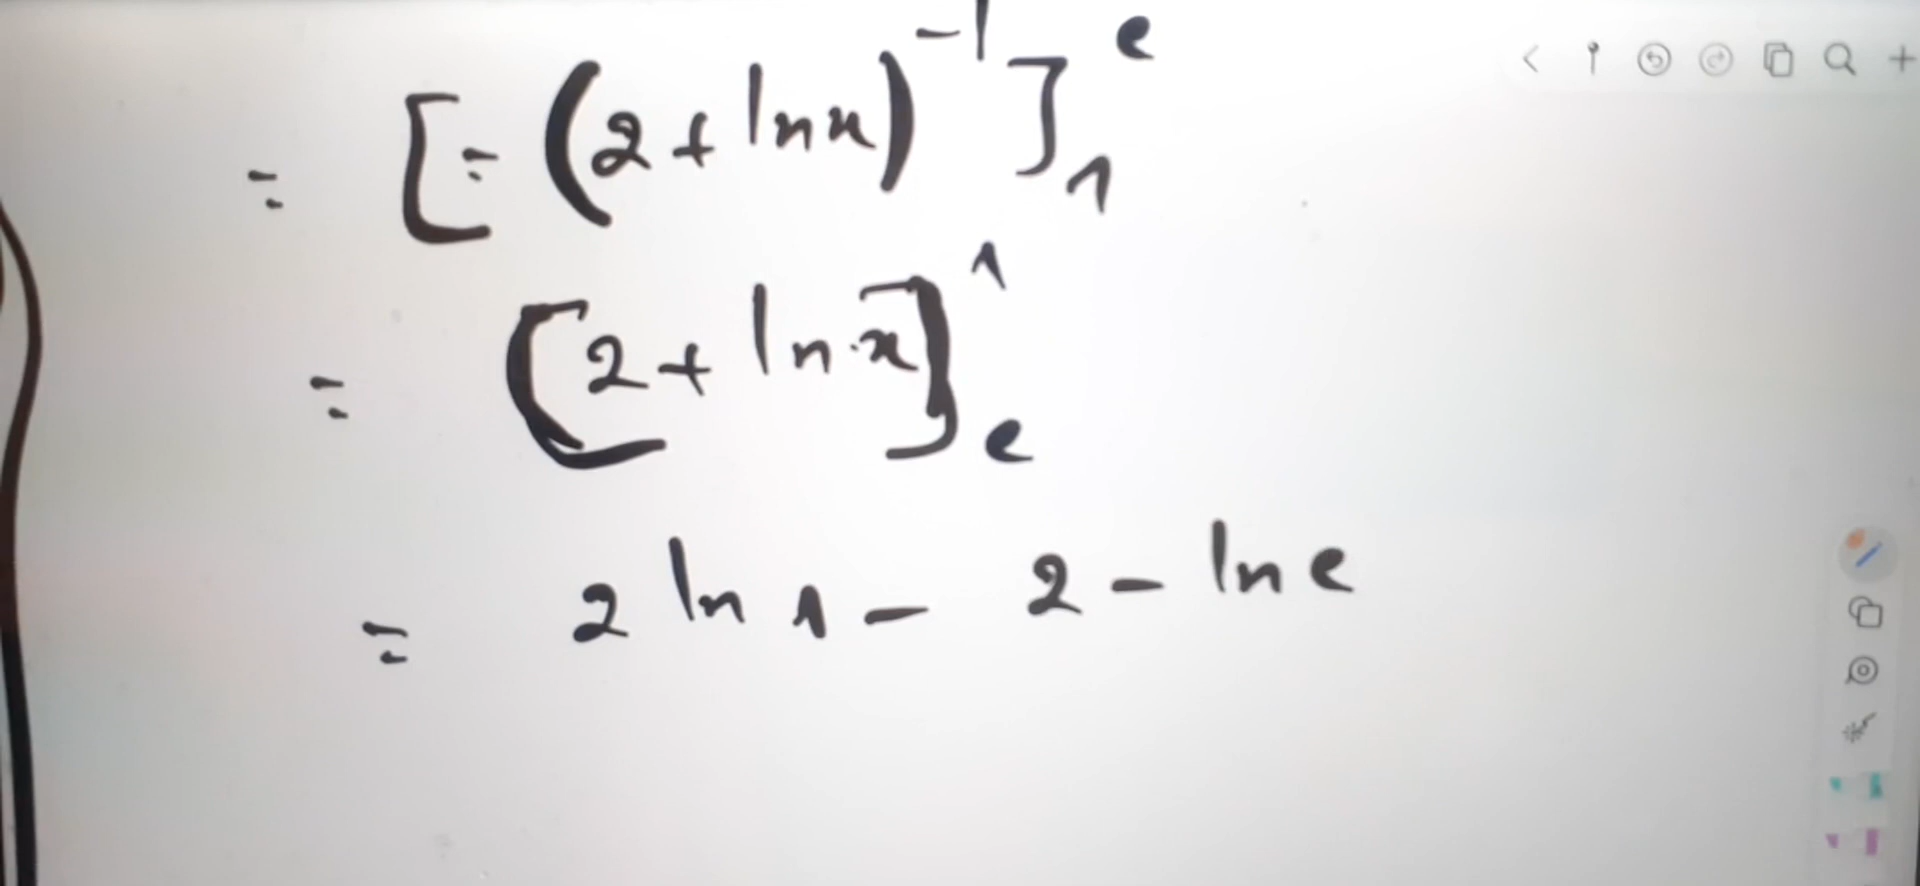 = [-(2 + ln x)^-1]_1^e
= [2 + ln x]_e^1
= 2 ln 1 - 2 - ln e